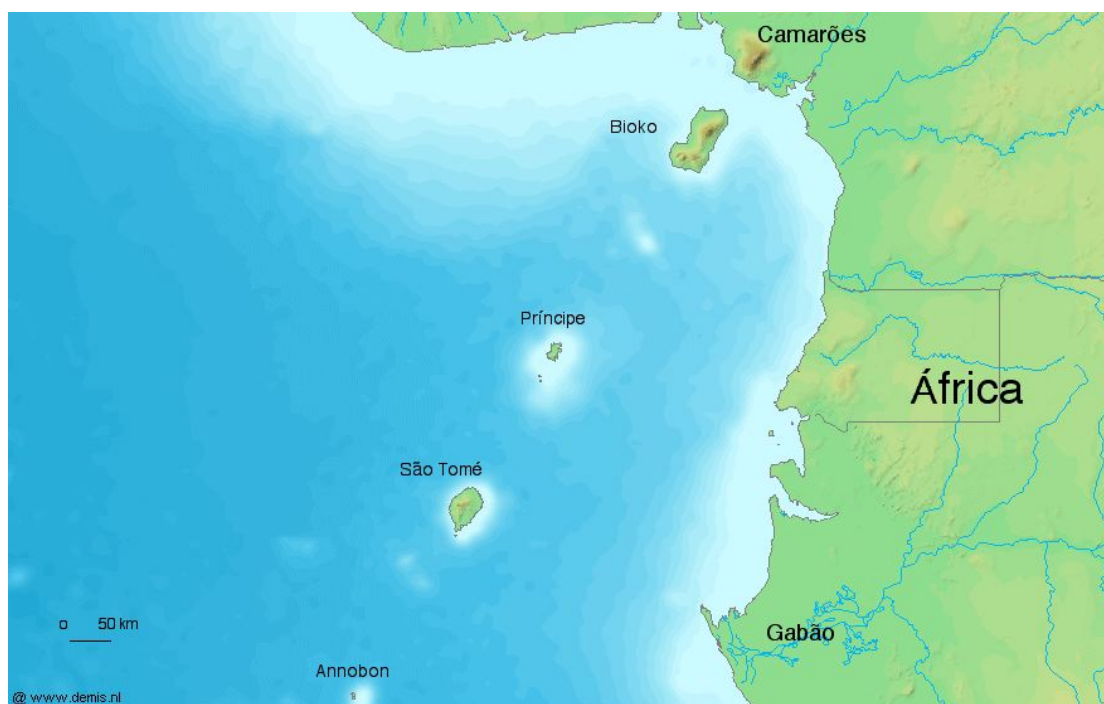 Camarões
Bioko
Príncipe
África
São Tomé
0 50 km
Gabão
Annobon
@ www.demis.nl